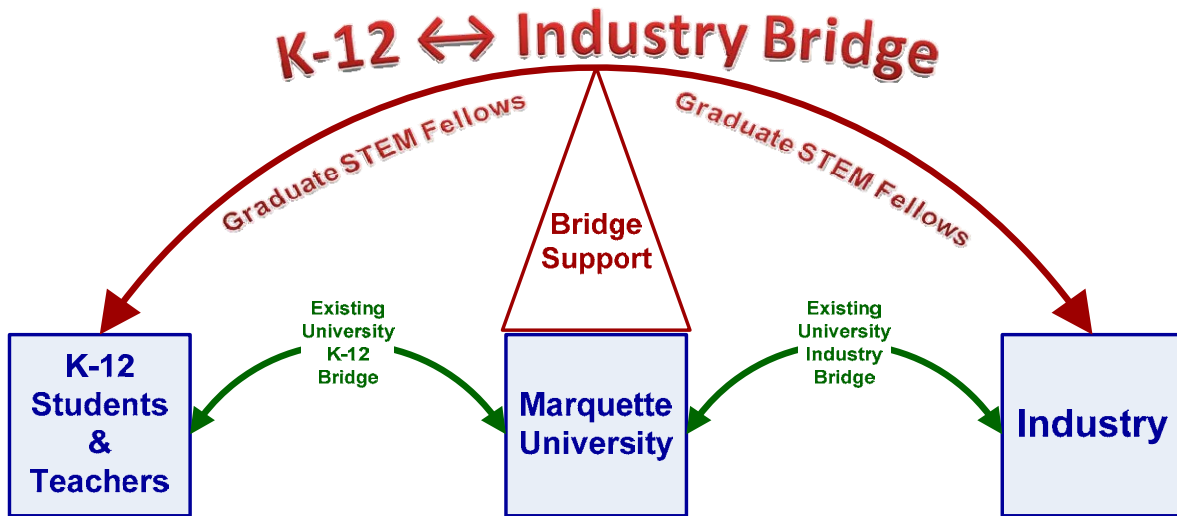 K-12 ↔ Industry Bridge
Graduate STEM Fellows
Graduate STEM Fellows
Bridge
Support
Existing
University
K-12
Bridge
Existing
University
Industry
Bridge
K-12
Students
&
Teachers
Marquette
University
Industry